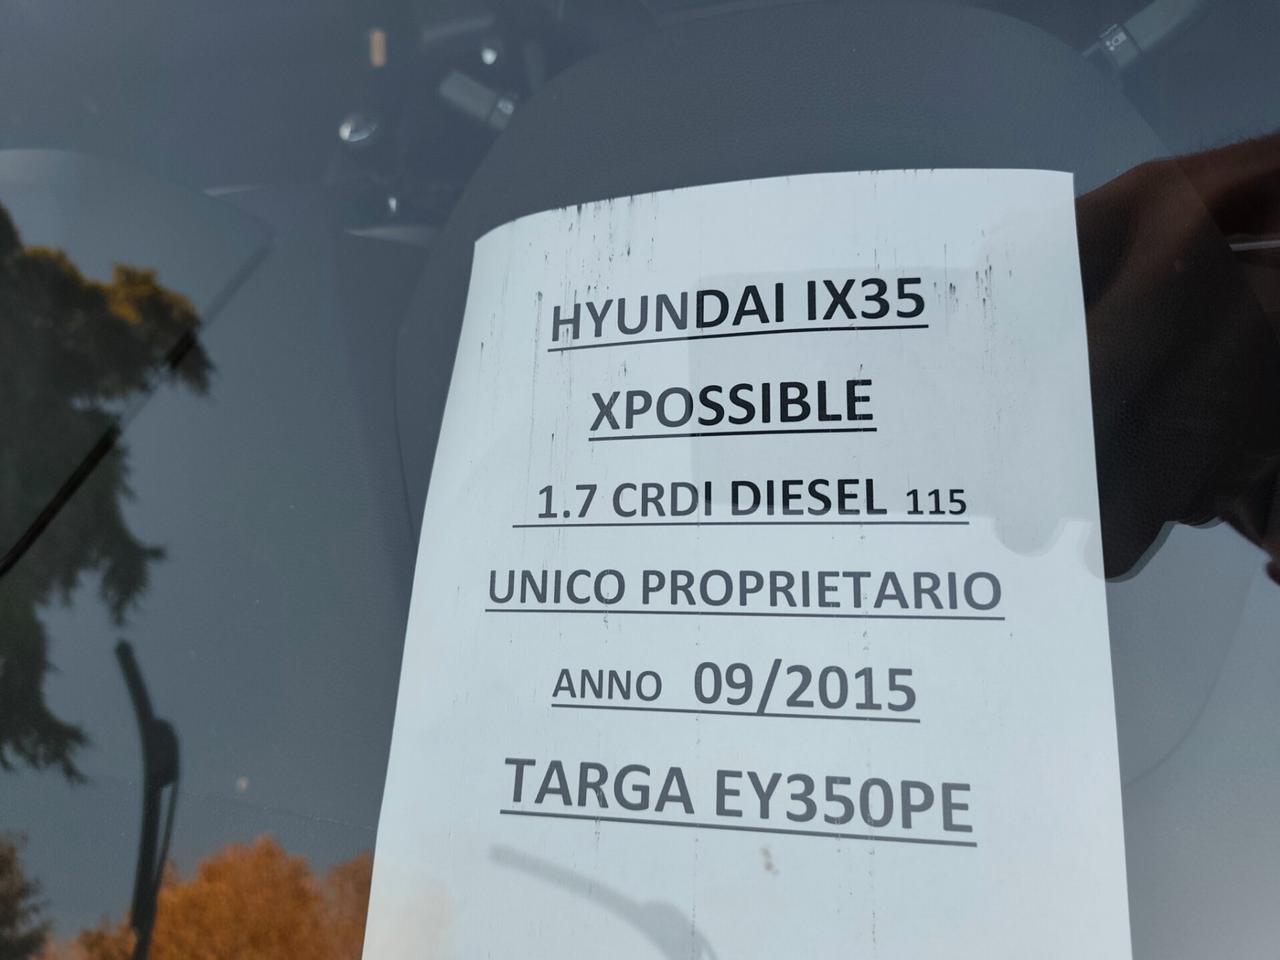 HYUNDAI IX35
XPOSSIBLE
1.7 CRDI DIESEL 115
UNICO PROPRIETARIO
ANNO 09/2015
TARGA EY350PE